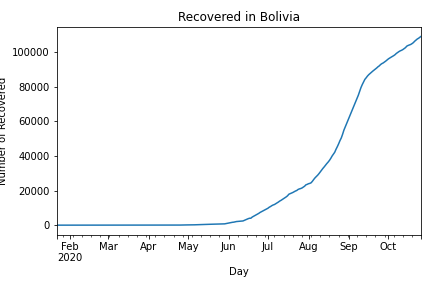 Recovered in Bolivia
Number of Recovered
100000
80000
60000
40000
20000
0
Feb Mar Apr May Jun Jul Aug Sep Oct
2020
Day